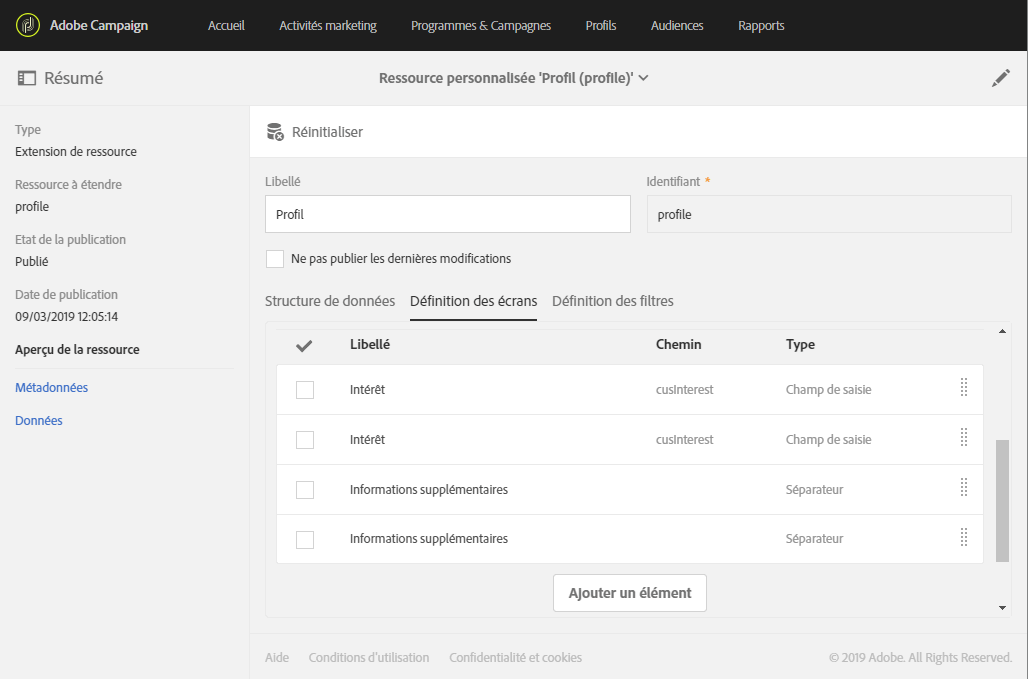 Adobe Campaign Accueil Activités marketing Programmes & Campagnes Profils Audiences Rapports
Résumé
Ressource personnalisée 'Profil (profile)'
Type
Extension de ressource
Ressource à étendre
profile
Etat de la publication
Publié
Date de publication
09/03/2019 12:05:14
Aperçu de la ressource
Métadonnées
Données
Réinitialiser
Libellé Identifiant *
Profil profile
Ne pas publier les dernières modifications
Structure de données Définition des écrans Définition des filtres
Libellé Chemin Type
Intérêt cusInterest Champ de saisie
Intérêt cusInterest Champ de saisie
Informations supplémentaires Séparateur
Informations supplémentaires Séparateur
Ajouter un élément
Aide Conditions d'utilisation Confidentialité et cookies © 2019 Adobe. All Rights Reserved.